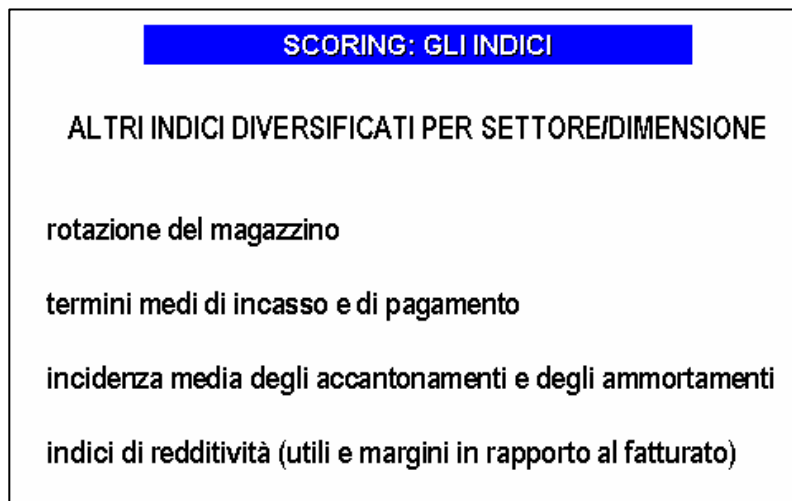 SCORING: GLI INDICI
ALTRI INDICI DIVERSIFICATI PER SETTORE/DIMENSIONE
rotazione del magazzino
termini medi di incasso e di pagamento
incidenza media degli accantonamenti e degli ammortamenti
indici di redditività (utili e margini in rapporto al fatturato)